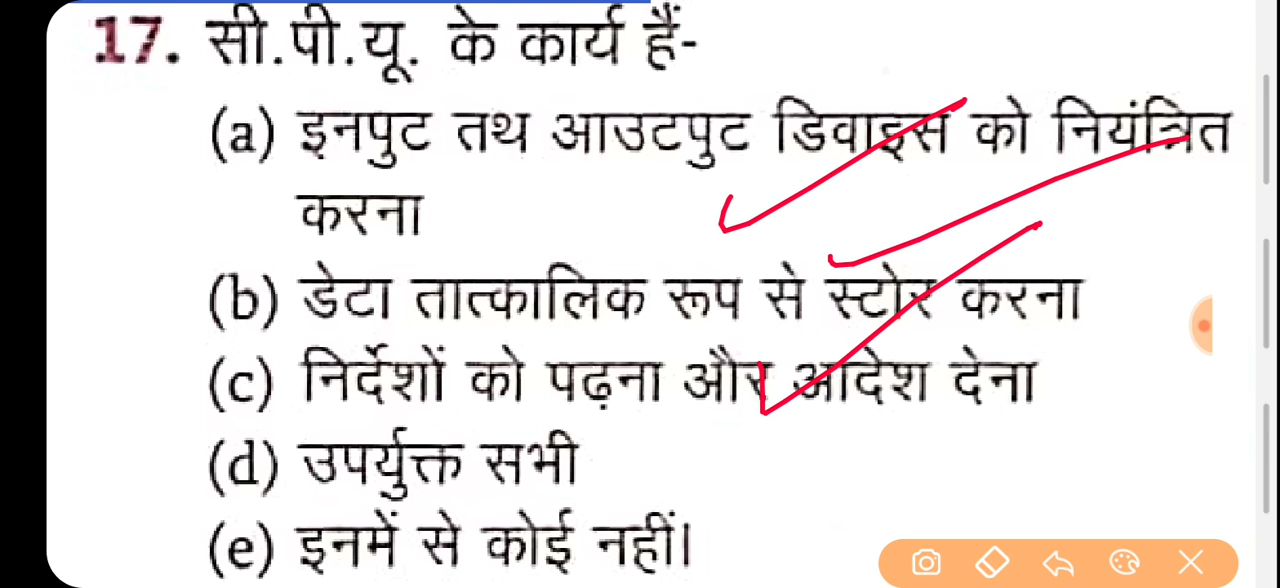 17. सी.पी.यू. के कार्य हैं-
(a) इनपुट तथ आउटपुट डिवाइस को नियंत्रित
करना
(b) डेटा तात्कालिक रूप से स्टोर करना
(c) निर्देशों को पढ़ना और आदेश देना
(d) उपर्युक्त सभी
(e) इनमें से कोई नहीं।